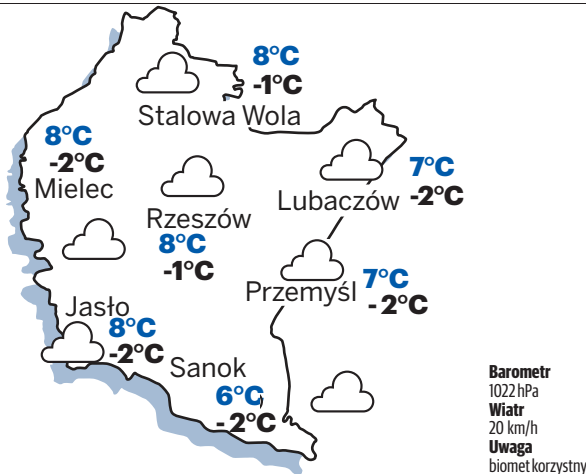 8°C
-1°C
Stalowa Wola
8°C
-2°C
Mielec
7°C
-2°C
Lubaczów
Rzeszów
8°C
-1°C
7°C
Przemyśl
- 2°C
Jasło
8°C
-2°C
Sanok
6°C
- 2°C
Barometr
1022 hPa
Wiatr
20 km/h
Uwaga
biomet korzystny